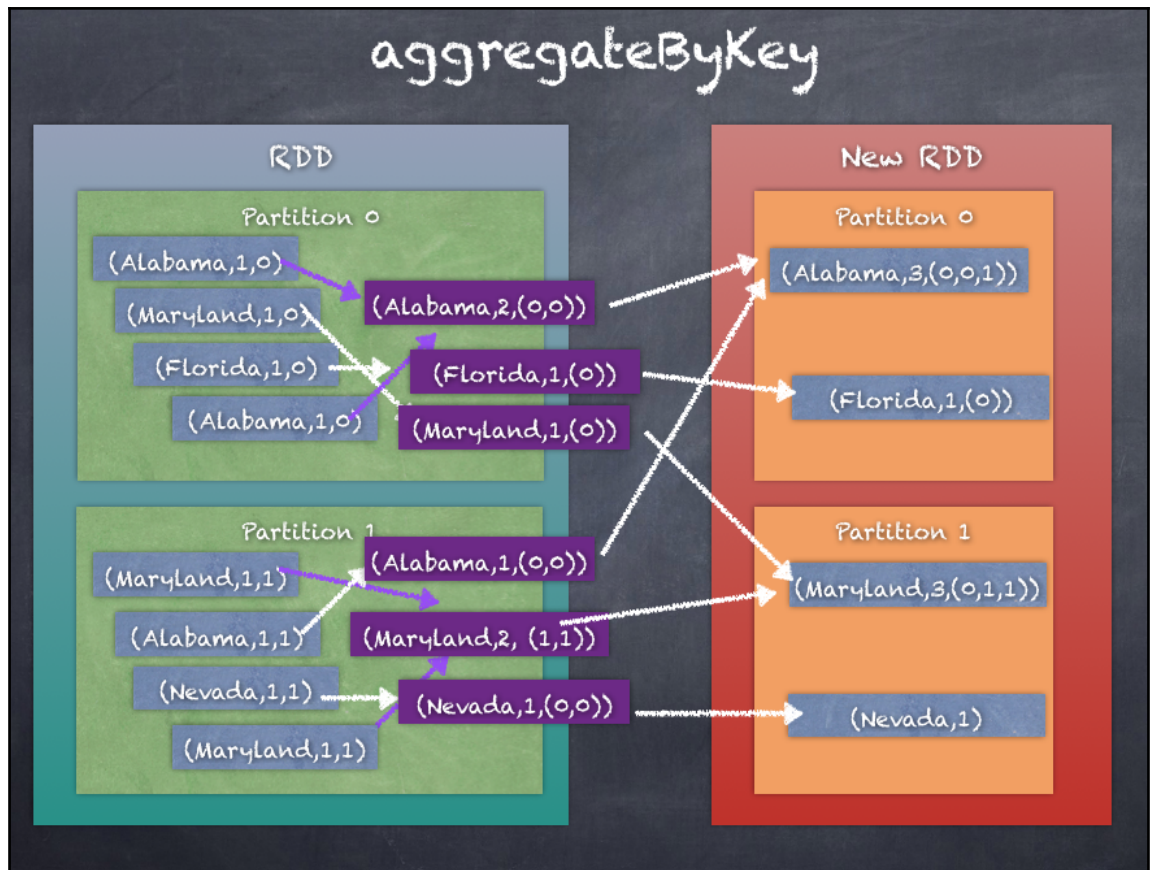 aggregateByKey
RDD
Partition 0
(Alabama,1,0)
(Maryland,1,0)
(Florida,1,0)
(Alabama,1,0)
(Alabama,2,(0,0))
(Florida,1,(0))
(Maryland,1,(0))
Partition 1
(Maryland,1,1)
(Alabama,1,1)
(Nevada,1,1)
(Maryland,1,1)
(Alabama,1,(0,0))
(Maryland,2, (1,1))
(Nevada,1,(0,0))
New RDD
Partition 0
(Alabama,3,(0,0,1))
(Florida,1,(0))
Partition 1
(Maryland,3,(0,1,1))
(Nevada,1)